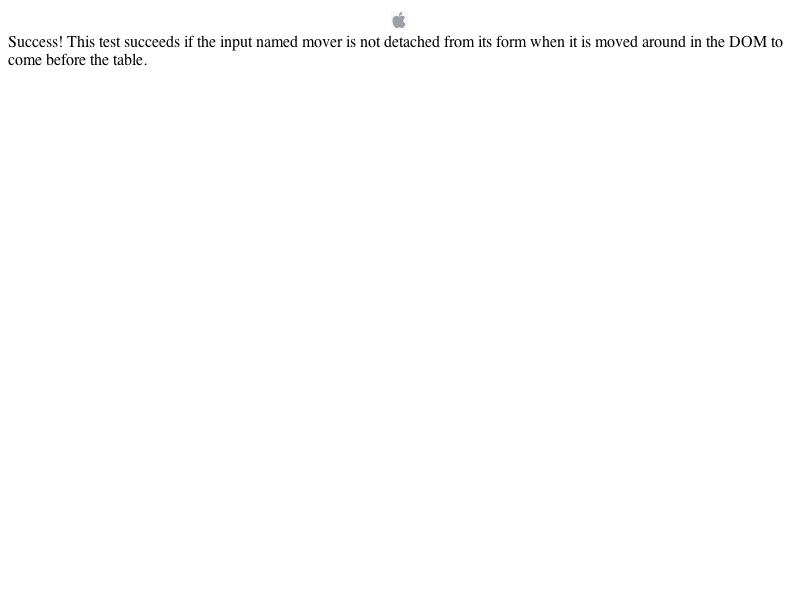 Success! This test succeeds if the input named mover is not detached from its form when it is moved around in the DOM to
come before the table.